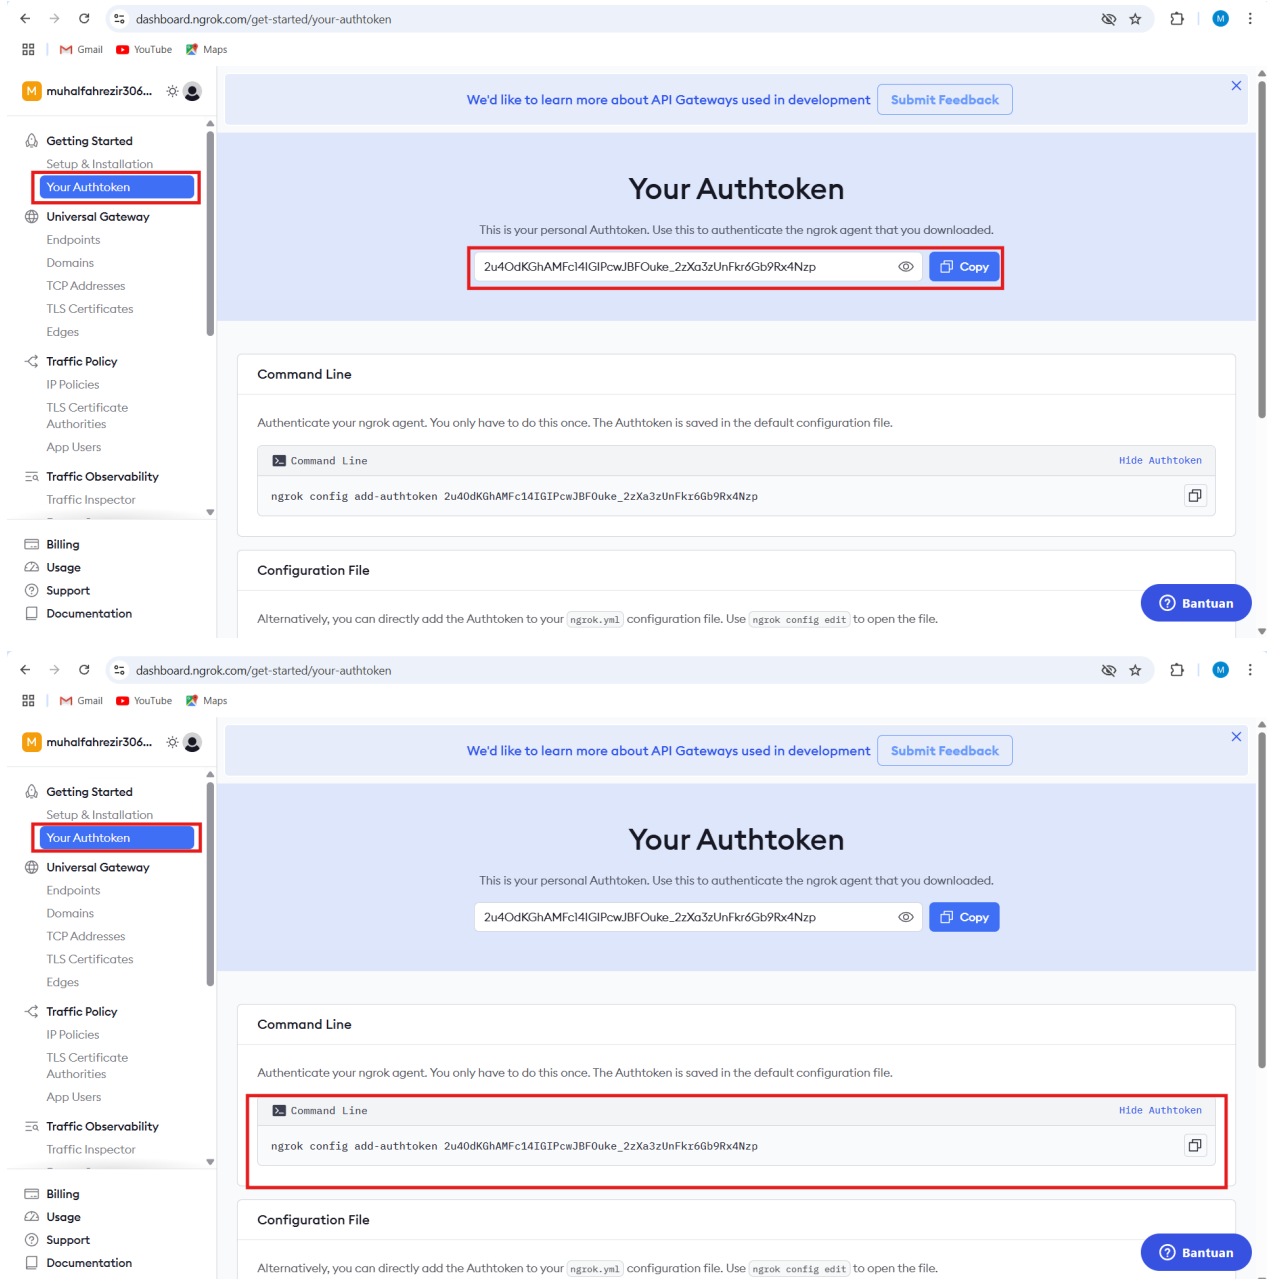 dashboard.ngrok.com/get-started/your-authtoken
M
Gmail
YouTube
Maps
M
muhalfahrezir306...
We'd like to learn more about API Gateways used in development
Submit Feedback
Getting Started
Setup & Installation
Your Authtoken
Universal Gateway
Endpoints
Domains
TCP Addresses
TLS Certificates
Edges
Traffic Policy
IP Policies
TLS Certificate
Authorities
App Users
Traffic Observability
Traffic Inspector
Billing
Usage
Support
Documentation
Your Authtoken
This is your personal Authtoken. Use this to authenticate the ngrok agent that you downloaded.
2u4OdKGhAMFc14IGIPcwJBFOuke_2zXa3zUnFkr6Gb9Rx4Nzp
Copy
Command Line
Authenticate your ngrok agent. You only have to do this once. The Authtoken is saved in the default configuration file.
Command Line
Hide Authtoken
ngrok config add-authtoken 2u4OdKGhAMFc14IGIPcwJBFOuke_2zXa3zUnFkr6Gb9Rx4Nzp
Configuration File
Alternatively, you can directly add the Authtoken to your ngrok.yml configuration file. Use ngrok config edit to open the file.
Bantuan
dashboard.ngrok.com/get-started/your-authtoken
M
Gmail
YouTube
Maps
M
muhalfahrezir306...
We'd like to learn more about API Gateways used in development
Submit Feedback
Getting Started
Setup & Installation
Your Authtoken
Universal Gateway
Endpoints
Domains
TCP Addresses
TLS Certificates
Edges
Traffic Policy
IP Policies
TLS Certificate
Authorities
App Users
Traffic Observability
Traffic Inspector
Billing
Usage
Support
Documentation
Your Authtoken
This is your personal Authtoken. Use this to authenticate the ngrok agent that you downloaded.
2u4OdKGhAMFc14IGIPcwJBFOuke_2zXa3zUnFkr6Gb9Rx4Nzp
Copy
Command Line
Authenticate your ngrok agent. You only have to do this once. The Authtoken is saved in the default configuration file.
Command Line
Hide Authtoken
ngrok config add-authtoken 2u4OdKGhAMFc14IGIPcwJBFOuke_2zXa3zUnFkr6Gb9Rx4Nzp
Configuration File
Alternatively, you can directly add the Authtoken to your ngrok.yml configuration file. Use ngrok config edit to open the file.
Bantuan